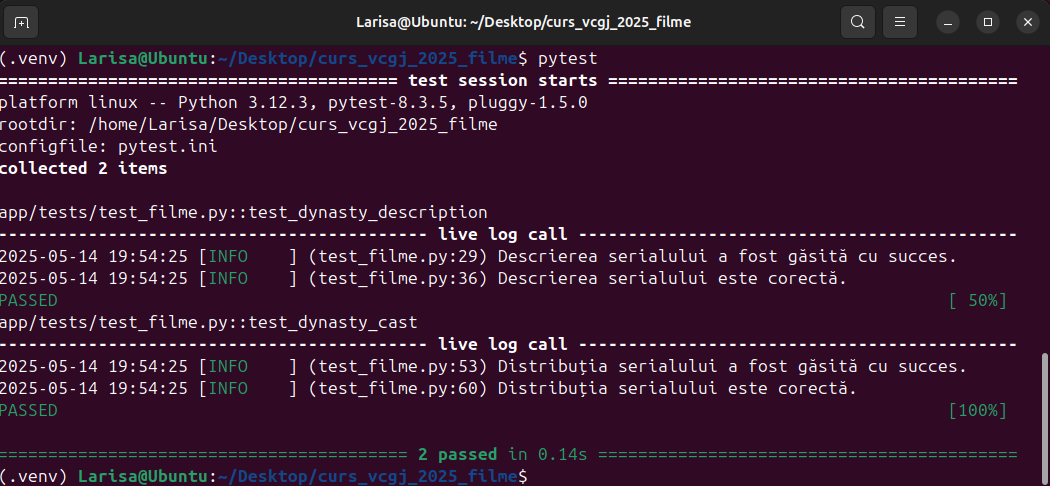 Larisa@Ubuntu: ~/Desktop/curs_vcgj_2025_filme
(.venv) Larisa@Ubuntu:~/Desktop/curs_vcgj_2025_filme$ pytest
========================================= test session starts =========================================
platform linux -- Python 3.12.3, pytest-8.3.5, pluggy-1.5.0
rootdir: /home/Larisa/Desktop/curs_vcgj_2025_filme
configfile: pytest.ini
collected 2 items
app/tests/test_filme.py::test_dynasty_description
-------------------------------------------- live log call --------------------------------------------
2025-05-14 19:54:25 [INFO    ] (test_filme.py:29) Descrierea serialului a fost găsită cu succes.
2025-05-14 19:54:25 [INFO    ] (test_filme.py:36) Descrierea serialului este corectă.
PASSED [ 50%]
app/tests/test_filme.py::test_dynasty_cast
-------------------------------------------- live log call --------------------------------------------
2025-05-14 19:54:25 [INFO    ] (test_filme.py:53) Distribuția serialului a fost găsită cu succes.
2025-05-14 19:54:25 [INFO    ] (test_filme.py:60) Distribuția serialului este corectă.
PASSED [100%]
========================================== 2 passed in 0.14s ==========================================
(.venv) Larisa@Ubuntu:~/Desktop/curs_vcgj_2025_filme$